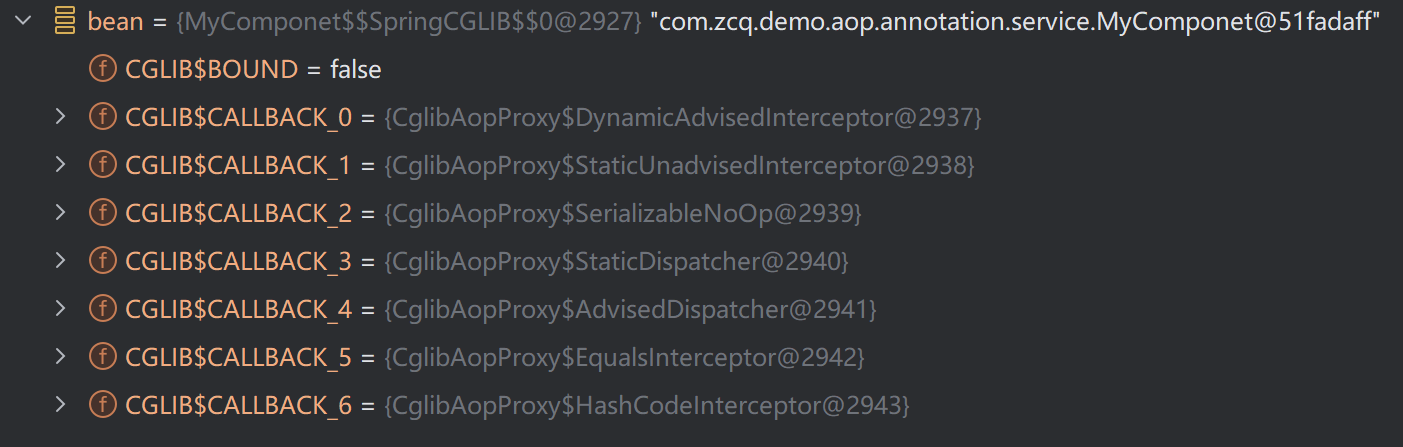 bean = {MyComponet$$SpringCGLIB$$0@2927} "com.zcq.demo.aop.annotation.service.MyComponet@51fadaff"
f CGLIB$BOUND = false
f CGLIB$CALLBACK_0 = {CglibAopProxy$DynamicAdvisedInterceptor@2937}
f CGLIB$CALLBACK_1 = {CglibAopProxy$StaticUnadvisedInterceptor@2938}
f CGLIB$CALLBACK_2 = {CglibAopProxy$SerializableNoOp@2939}
f CGLIB$CALLBACK_3 = {CglibAopProxy$StaticDispatcher@2940}
f CGLIB$CALLBACK_4 = {CglibAopProxy$AdvisedDispatcher@2941}
f CGLIB$CALLBACK_5 = {CglibAopProxy$EqualsInterceptor@2942}
f CGLIB$CALLBACK_6 = {CglibAopProxy$HashCodeInterceptor@2943}